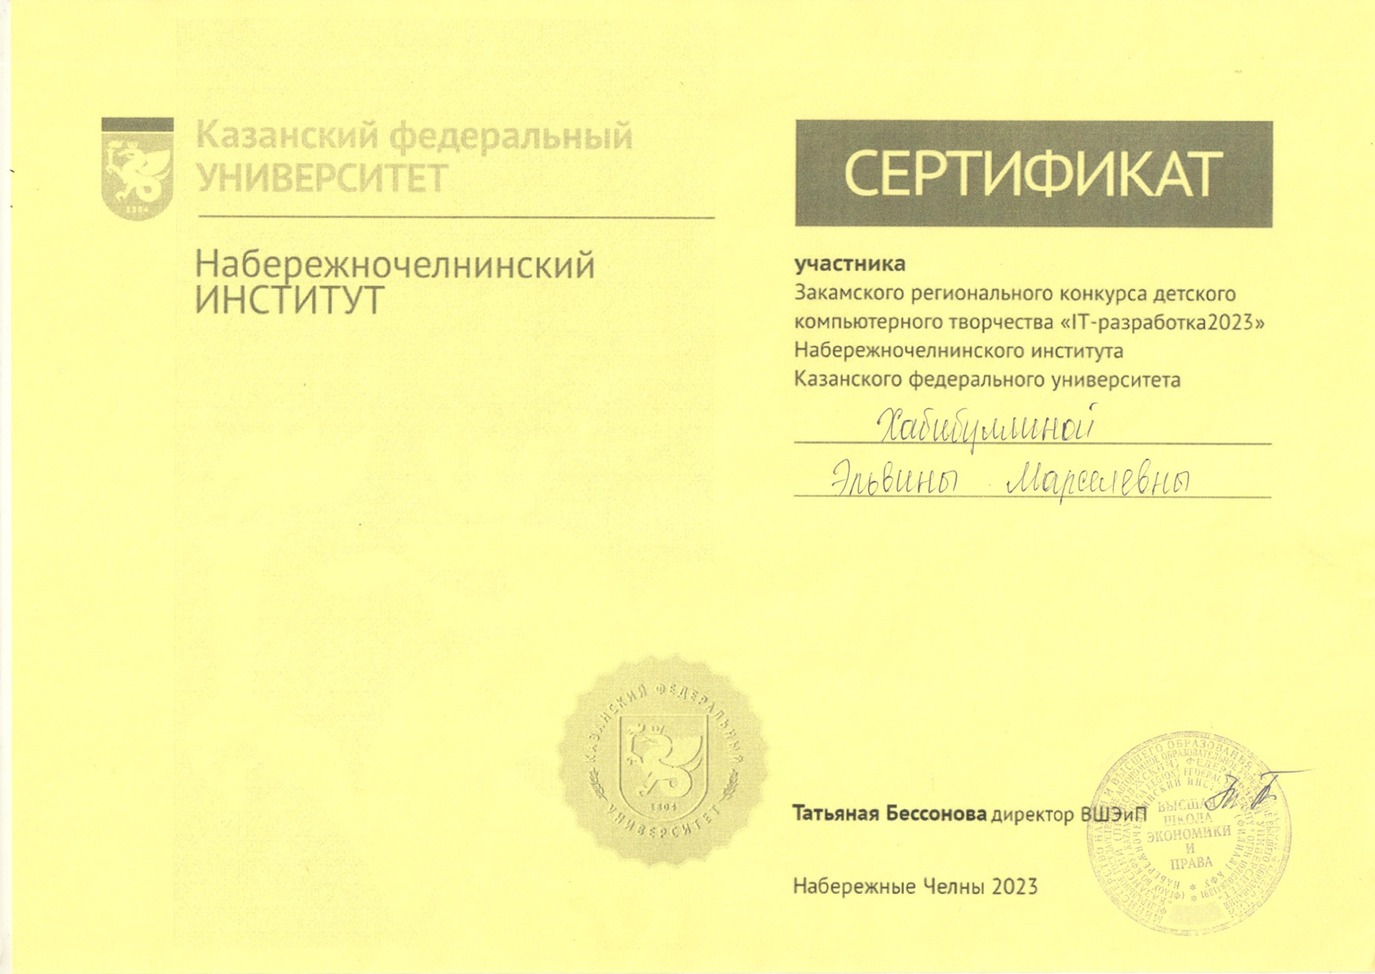 Казанский федеральный
УНИВЕРСИТЕТ
Набережночелнинский
ИНСТИТУТ
1804
СЕРТИФИКАТ
участника
Закамского регионального конкурса детского
компьютерного творчества «IT-разработка2023»
Набережночелнинского института
Казанского федерального университета
Хабибуллиной
Эльвины Марселевны
КАЗАНСКИЙ ФЕДЕРАЛЬНЫЙ
УНИВЕРСИТЕТ
1804
Татьяная Бессонова директор ВШЭиП
ВЫСШАЯ
ШКОЛА
ЭКОНОМИКИ
И
ПРАВА
Набережные Челны 2023